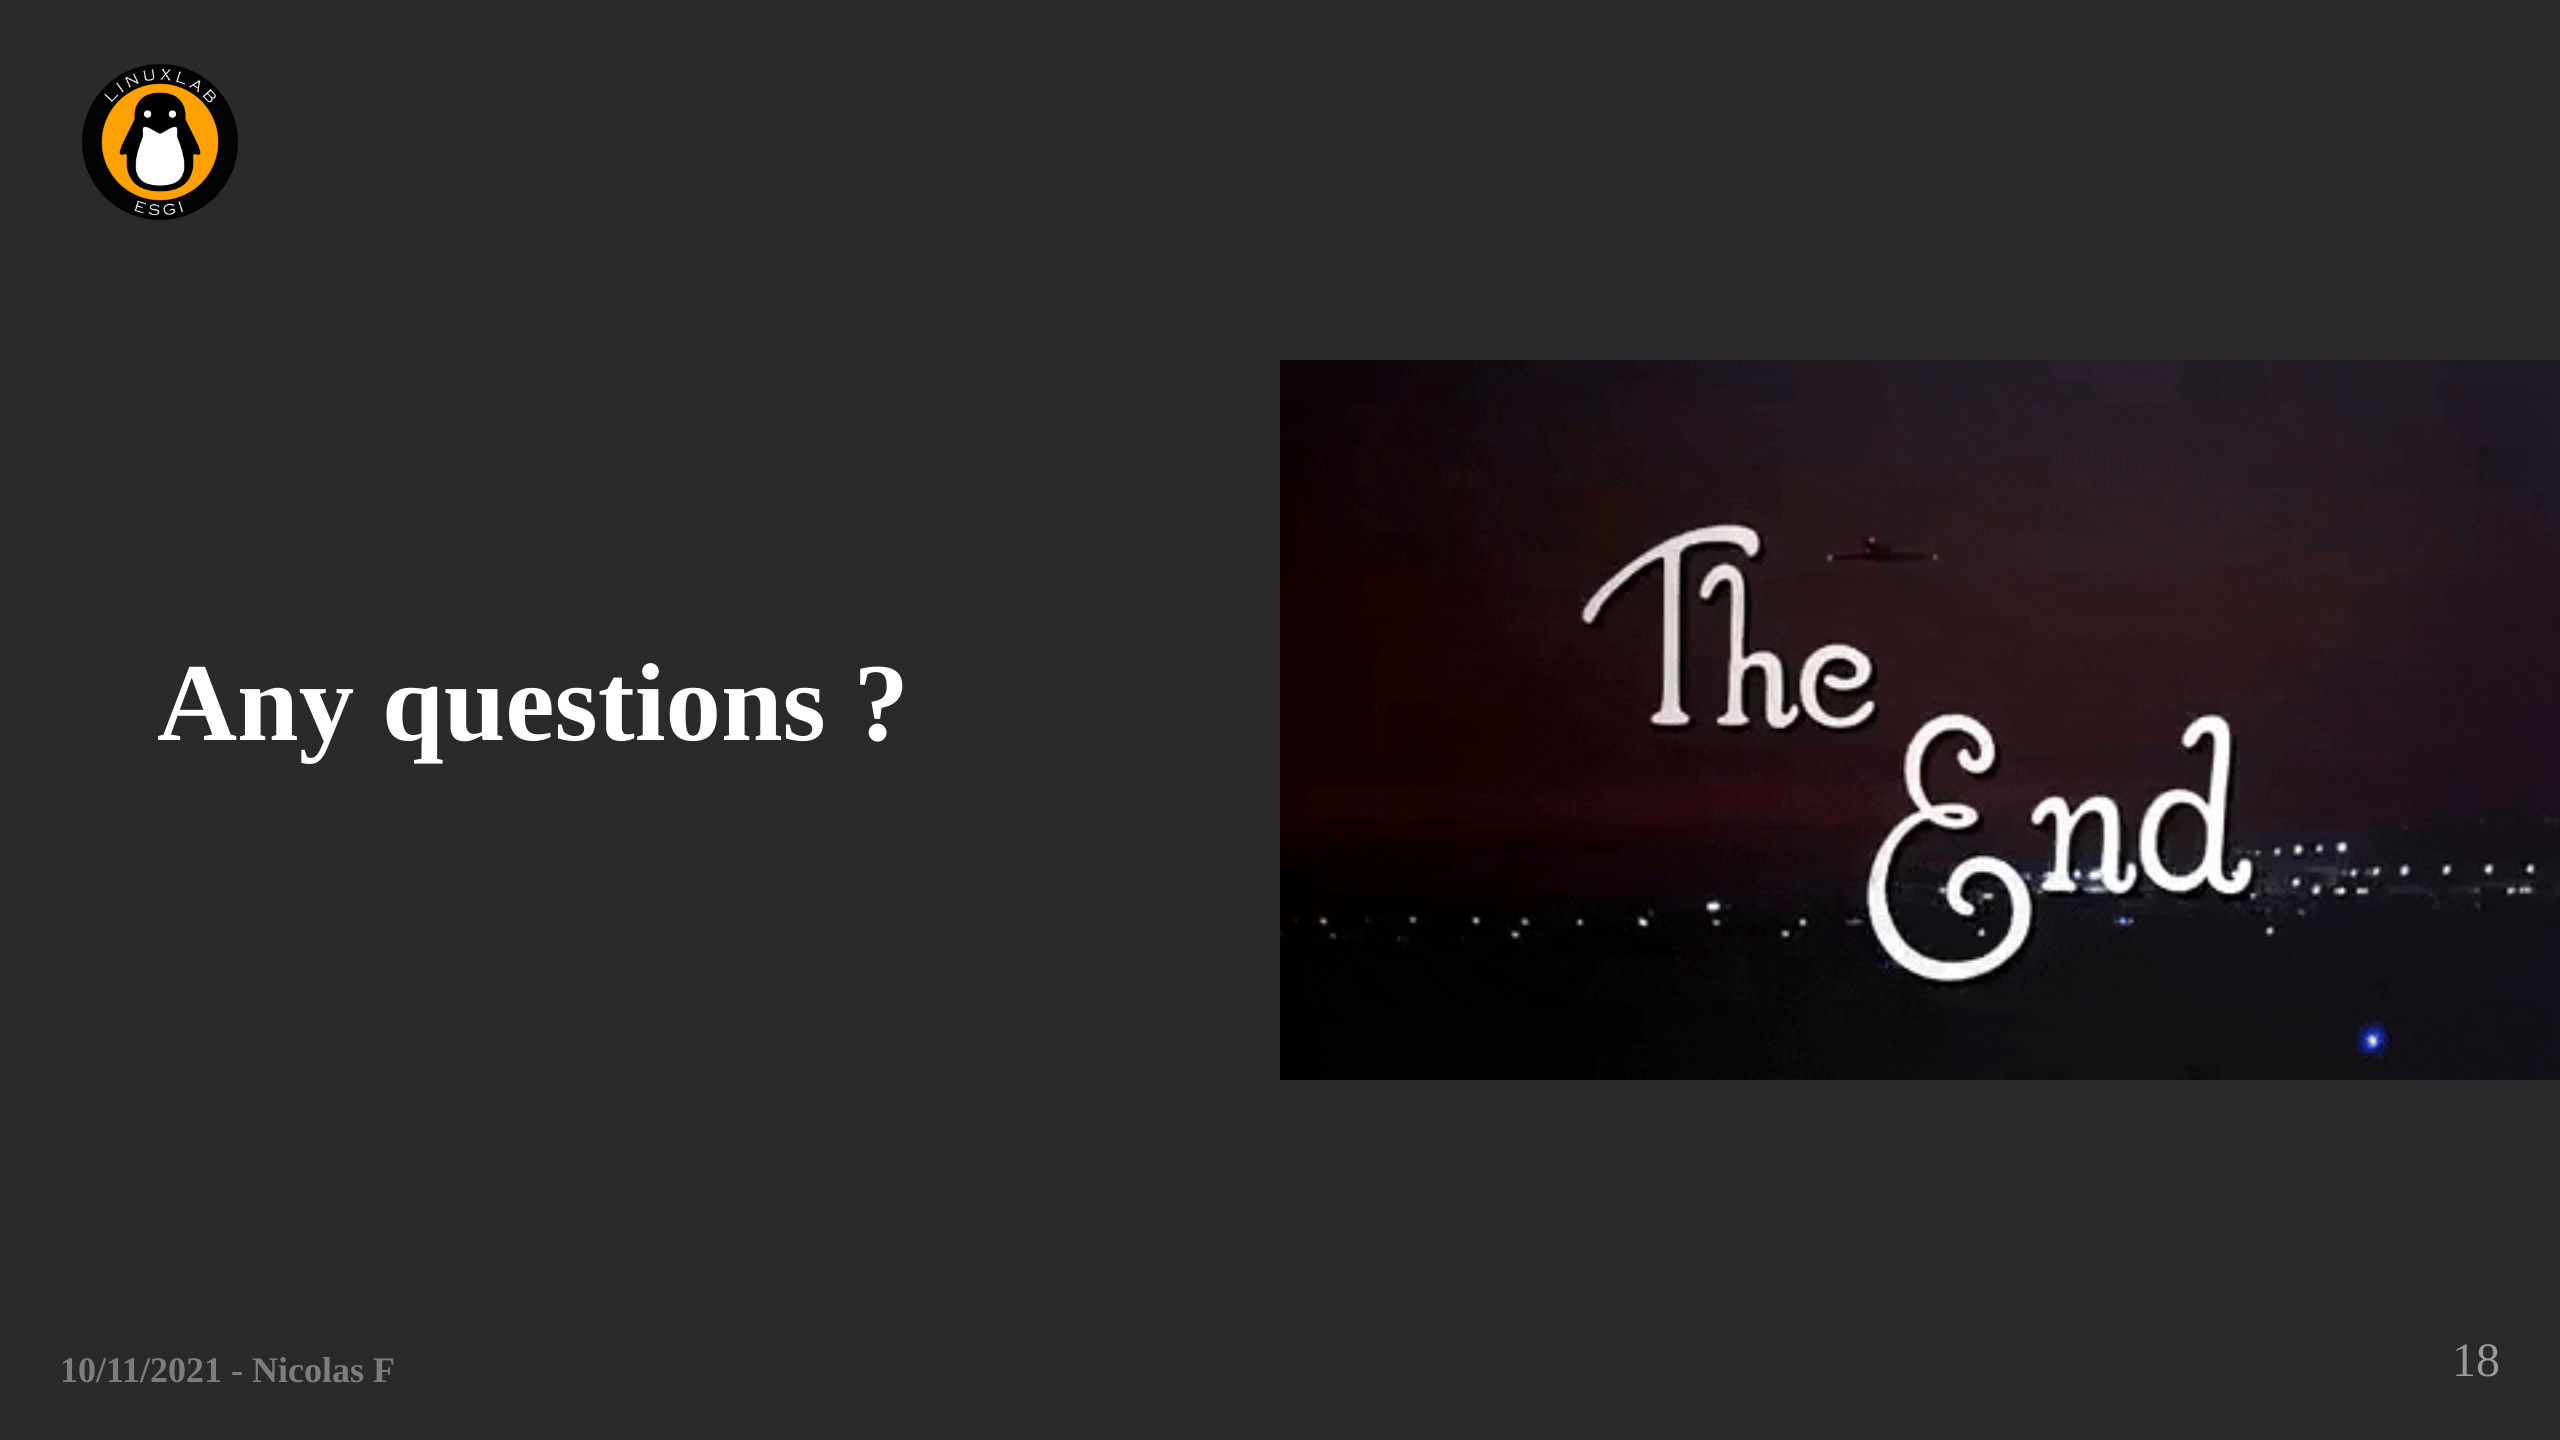 LINUXLAB
ESGI
Any questions ?
The
End
10/11/2021 - Nicolas F
18